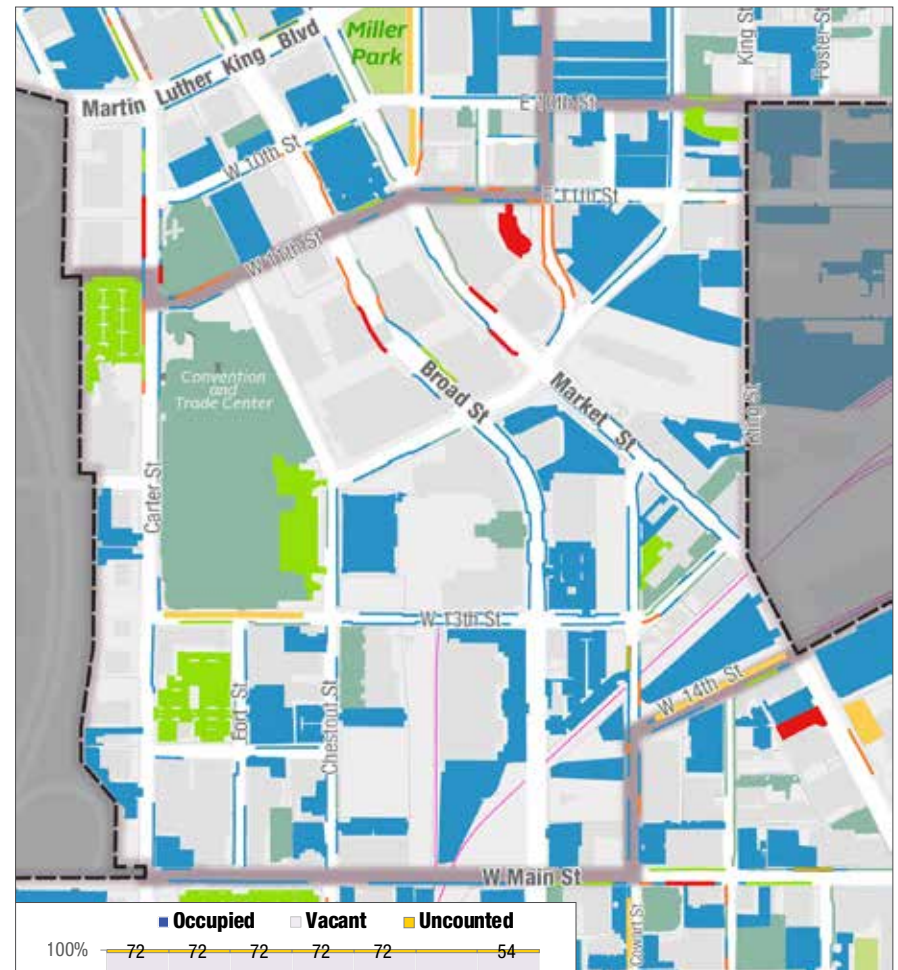 Miller
Park
King St
Foster St
Martin Luther King Blvd
E 10th St
W 10th St
E 11th St
W 11th St
Convention
and
Trade Center
Broad St
Market St
King St
Carter St
W 13th St
Fort St
Chestnut St
W 14th St
W Main St
Cowart St
Occupied Vacant Uncounted
100% 72 72 72 72 72 54